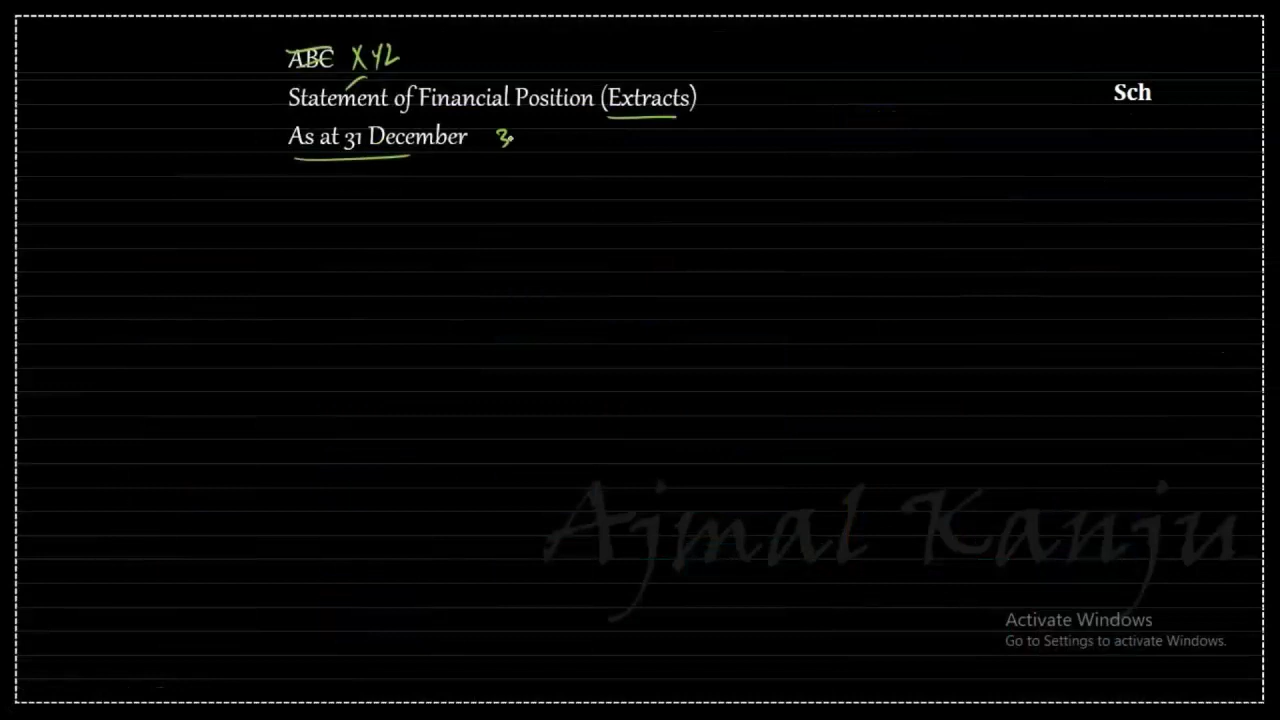 ABC XYZ
Statement of Financial Position (Extracts)
As at 31 December 3
Sch
Ajmal Kanju
Activate Windows
Go to Settings to activate Windows.